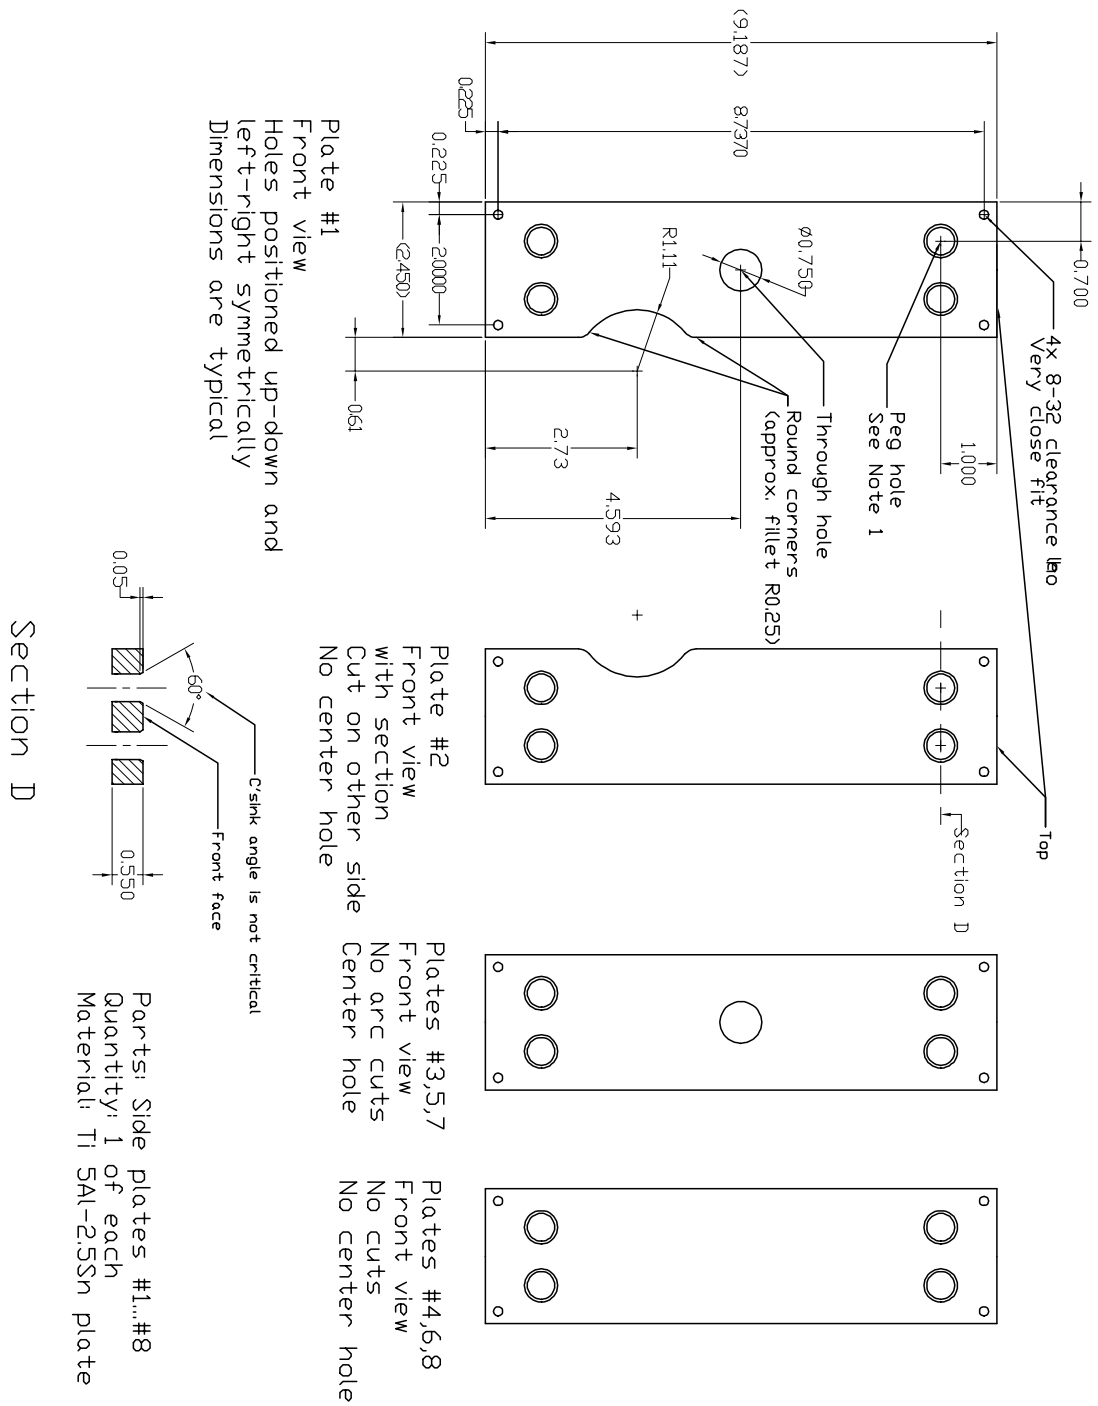 (9.187)
8.7370
0.225
0.225
2.0000
(2.450)
0.61
R1.11
Ø0.750
0.700
1.000
2.73
4.593
4x 8-32 clearance
Very close fit
Peg hole
See Note 1
Through hole
Round corners
(approx. fillet R0.25)
Plate #1
Front view
Holes positioned up-down and
left-right symmetrically
Dimensions are typical
Top
Section D
Plate #2
Front view
with section
Cut on other side
No center hole
Plates #3,5,7
Front view
No arc cuts
Center hole
Plates #4,6,8
Front view
No cuts
No center hole
0.05
60°
0.550
C'sink angle is not critical
Front face
Section D
Parts: Side plates #1...#8
Quantity: 1 of each
Material: Ti 5Al-2.5Sn plate